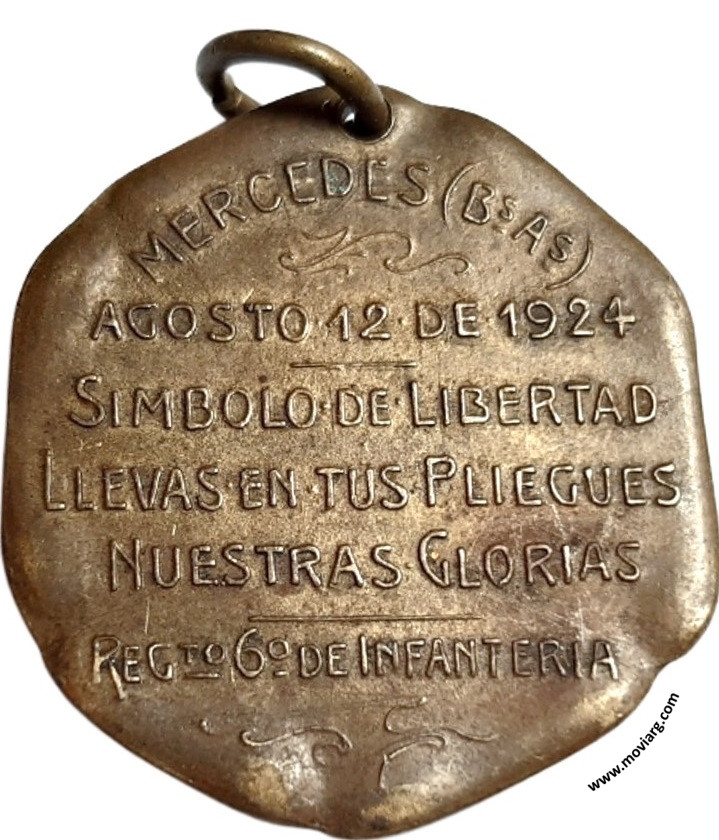 MERCEDES (Bs As)
AGOSTO·12·DE 1924
SIMBOLO·DE·LIBERTAD
LLEVAS·EN·TUS·PLIEGUES
NUESTRAS·GLORIAS
REGTO 6º DE INFANTERIA
www.moviarg.com